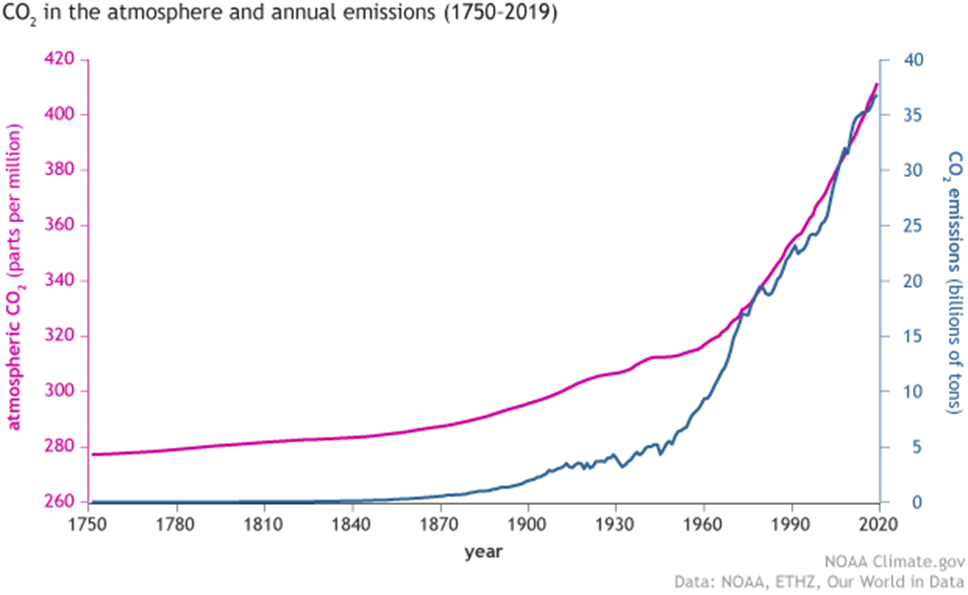 CO₂ in the atmosphere and annual emissions (1750-2019)
atmospheric CO₂ (parts per million)
420
400
380
360
340
320
300
280
260
40
35
30
25
20
15
10
5
0
CO₂ emissions (billions of tons)
1750 1780 1810 1840 1870 1900 1930 1960 1990 2020
year
NOAA Climate.gov
Data: NOAA, ETHZ, Our World in Data